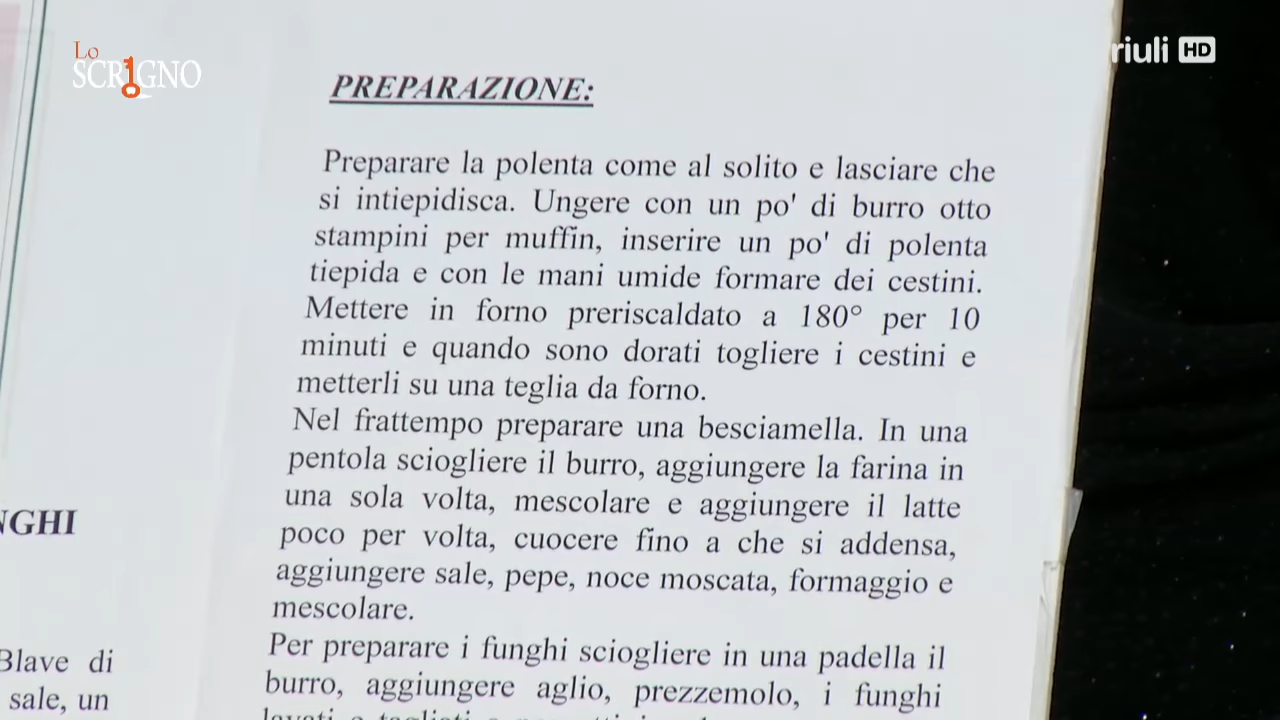 Lo
SCRIGNO
riuli HD
PREPARAZIONE:
Preparare la polenta come al solito e lasciare che
si intiepidisca. Ungere con un po' di burro otto
stampini per muffin, inserire un po' di polenta
tiepida e con le mani umide formare dei cestini.
Mettere in forno preriscaldato a 180° per 10
minuti e quando sono dorati togliere i cestini e
metterli su una teglia da forno.
Nel frattempo preparare una besciamella. In una
pentola sciogliere il burro, aggiungere la farina in
una sola volta, mescolare e aggiungere il latte
poco per volta, cuocere fino a che si addensa,
aggiungere sale, pepe, noce moscata, formaggio e
mescolare.
Per preparare i funghi sciogliere in una padella il
burro, aggiungere aglio, prezzemolo, i funghi
NGHI
Blave di
sale, un